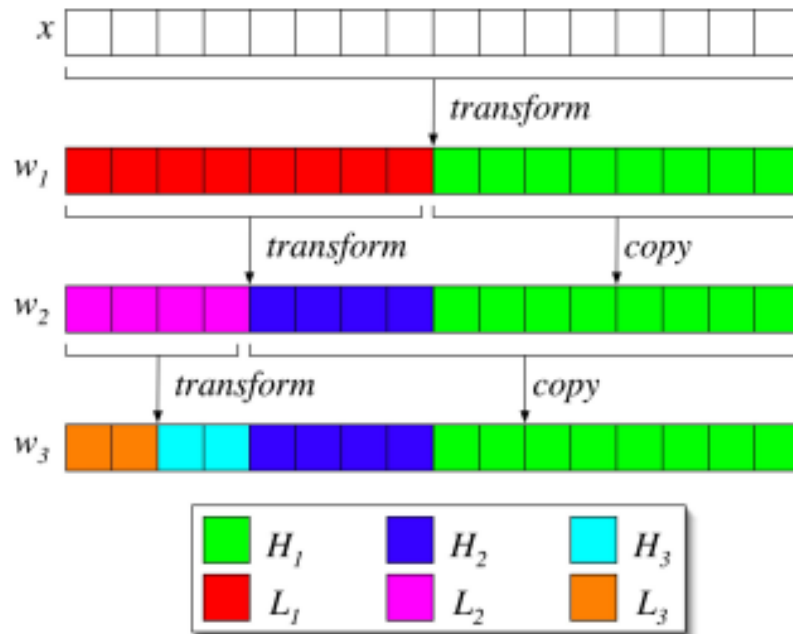 x
transform
w1
transform copy
w2
transform copy
w3
H1 H2 H3
L1 L2 L3